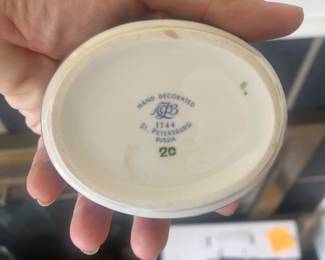 HAND DECORATED
1744
ST. PETERSBURG
RUSSIA
20